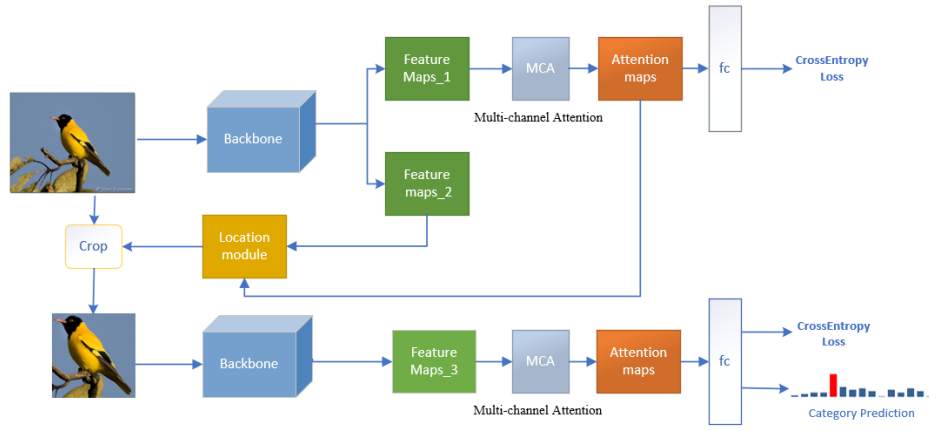 Feature
Maps_1
MCA
Attention
maps
fc
CrossEntropy
Loss
Multi-channel Attention
Backbone
Feature
maps_2
Crop
Location
module
Backbone
Feature
Maps_3
MCA
Attention
maps
fc
CrossEntropy
Loss
Multi-channel Attention
Category Prediction